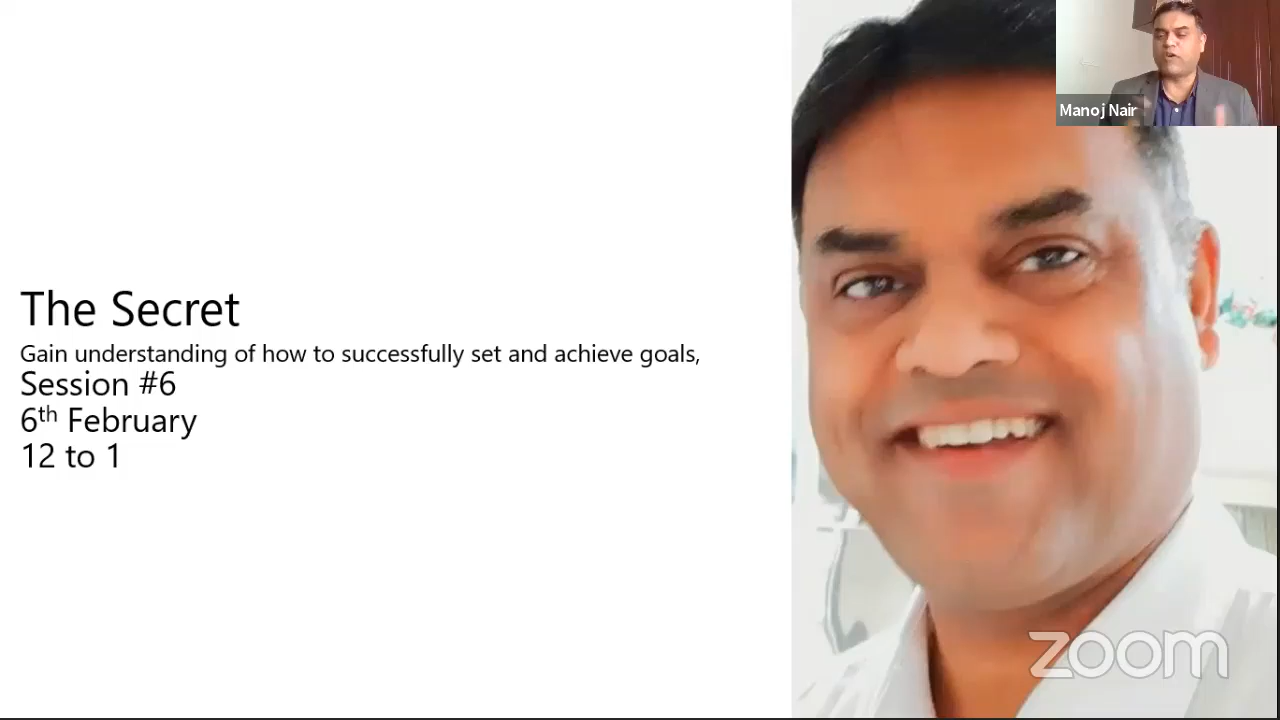 The Secret
Gain understanding of how to successfully set and achieve goals,
Session #6
6th February
12 to 1
Manoj Nair
zoom